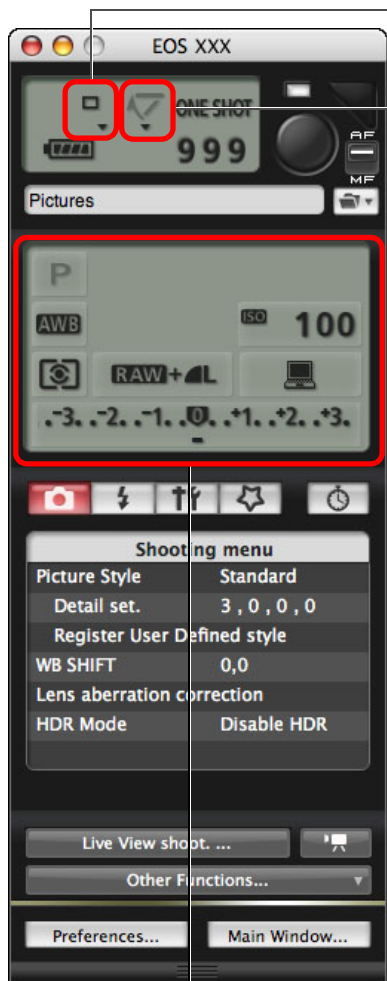 EOS XXX
ONE SHOT
999
AF
MF
Pictures
P
AWB
ISO 100
RAW+L
.-3. .-2. .-1. .0. .+1. .+2. .+3.
Shooting menu
Picture Style Standard
Detail set. 3 , 0 , 0 , 0
Register User Defined style
WB SHIFT 0,0
Lens aberration correction
HDR Mode Disable HDR
Live View shoot. ...
Other Functions...
Preferences... Main Window...